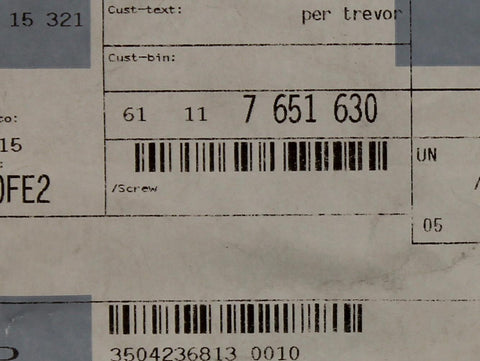 15 321
Cust-text:
per trevor
Cust-bin:
to:
61 11 7 651 630
15
UN
0FE2
/Screw
05
3504236813 0010